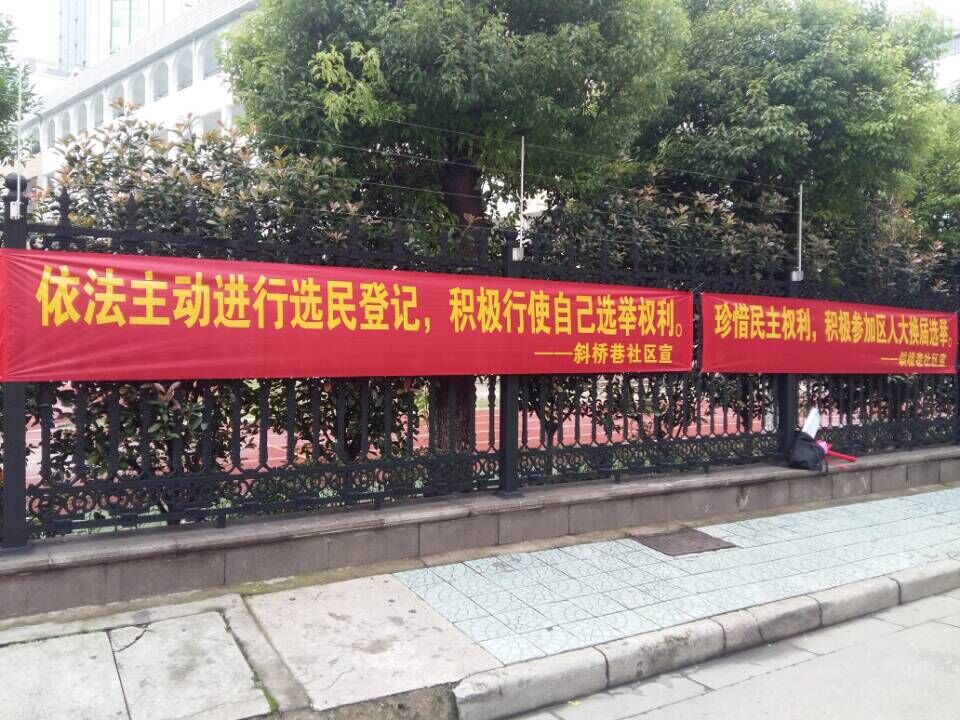 依法主动进行选民登记，积极行使自己选举权利。
——斜桥巷社区宣
珍惜民主权利，积极参加区人大换届选举。
——斜桥巷社区宣